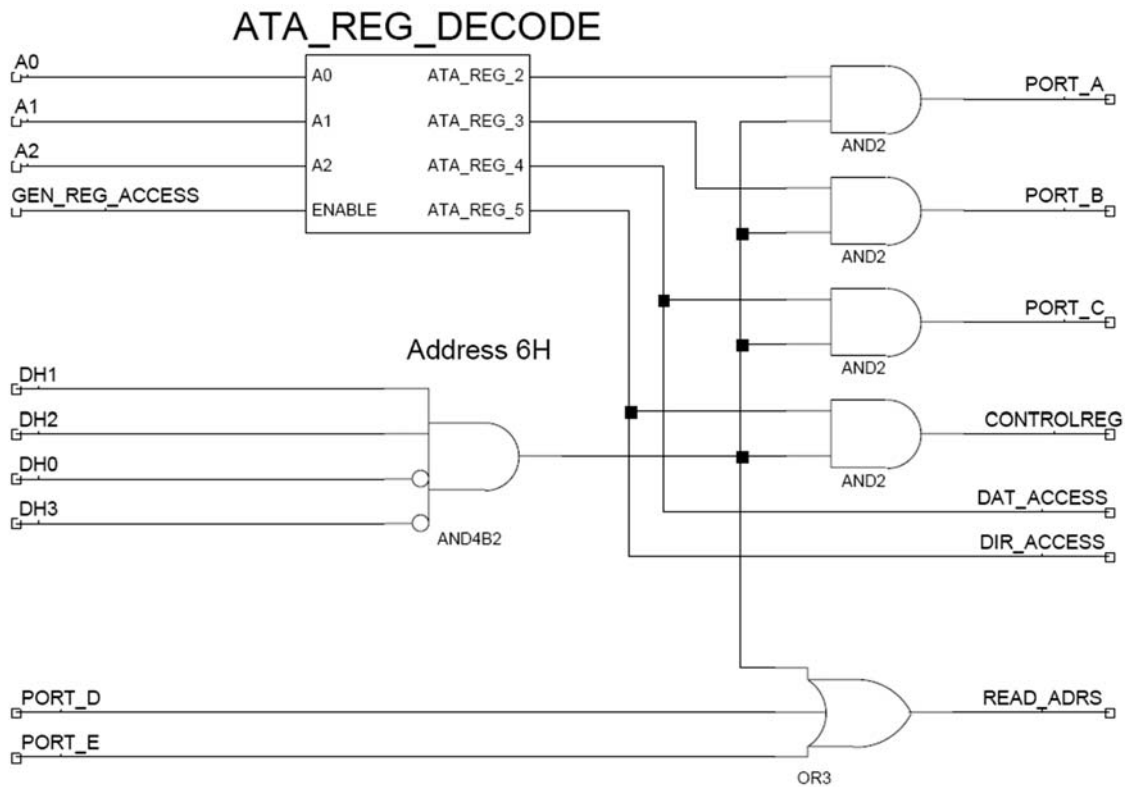 ATA_REG_DECODE
A0
A0
ATA_REG_2
PORT_A
A1
A1
ATA_REG_3
AND2
A2
A2
ATA_REG_4
GEN_REG_ACCESS
ENABLE
ATA_REG_5
PORT_B
AND2
PORT_C
Address 6H
AND2
DH1
DH2
CONTROLREG
DH0
AND2
DAT_ACCESS
DH3
AND4B2
DIR_ACCESS
PORT_D
READ_ADRS
PORT_E
OR3